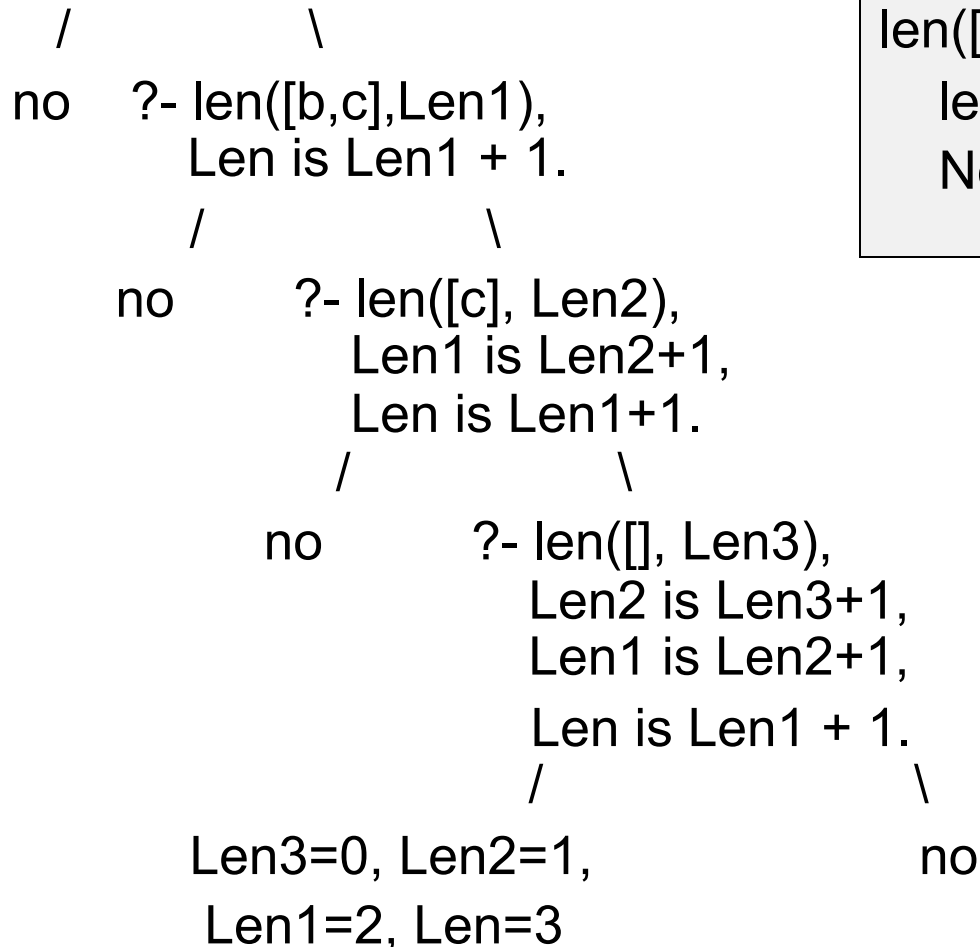 / \
no ?- len([b,c],Len1),
Len is Len1 + 1.
/ \
no ?- len([c], Len2),
Len1 is Len2+1,
Len is Len1+1.
/ \
no ?- len([], Len3),
Len2 is Len3+1,
Len1 is Len2+1,
Len is Len1 + 1.
/ \
Len3=0, Len2=1, no
Len1=2, Len=3
len([
le